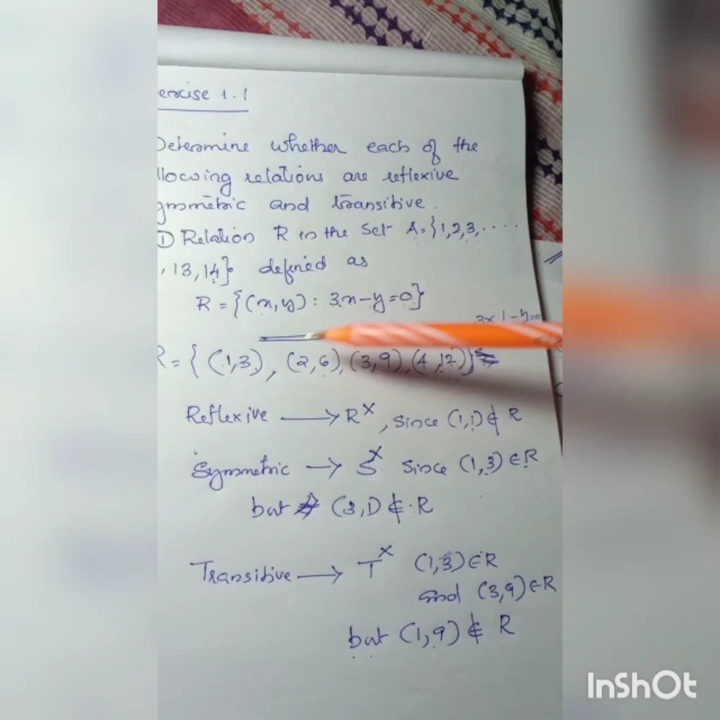 ercise 1.1
Determine whether each of the
llowing relations are reflexive
ymmetric and transitive.
① Relation R in the set A = {1,2,3,....
, 13, 14} defined as
R = {(x,y) : 3x-y=0}
3x1-y=0
R = { (1,3), (2,6), (3,9), (4,12)}
Reflexive ⟶ R ×, since (1,1) ∉ R
Symmetric ⟶ S × since (1,3) ∈ R
but (3,1) ∉ R
Transitive ⟶ T × (1,3) ∈ R
and (3,9) ∈ R
but (1,9) ∉ R
InShOt